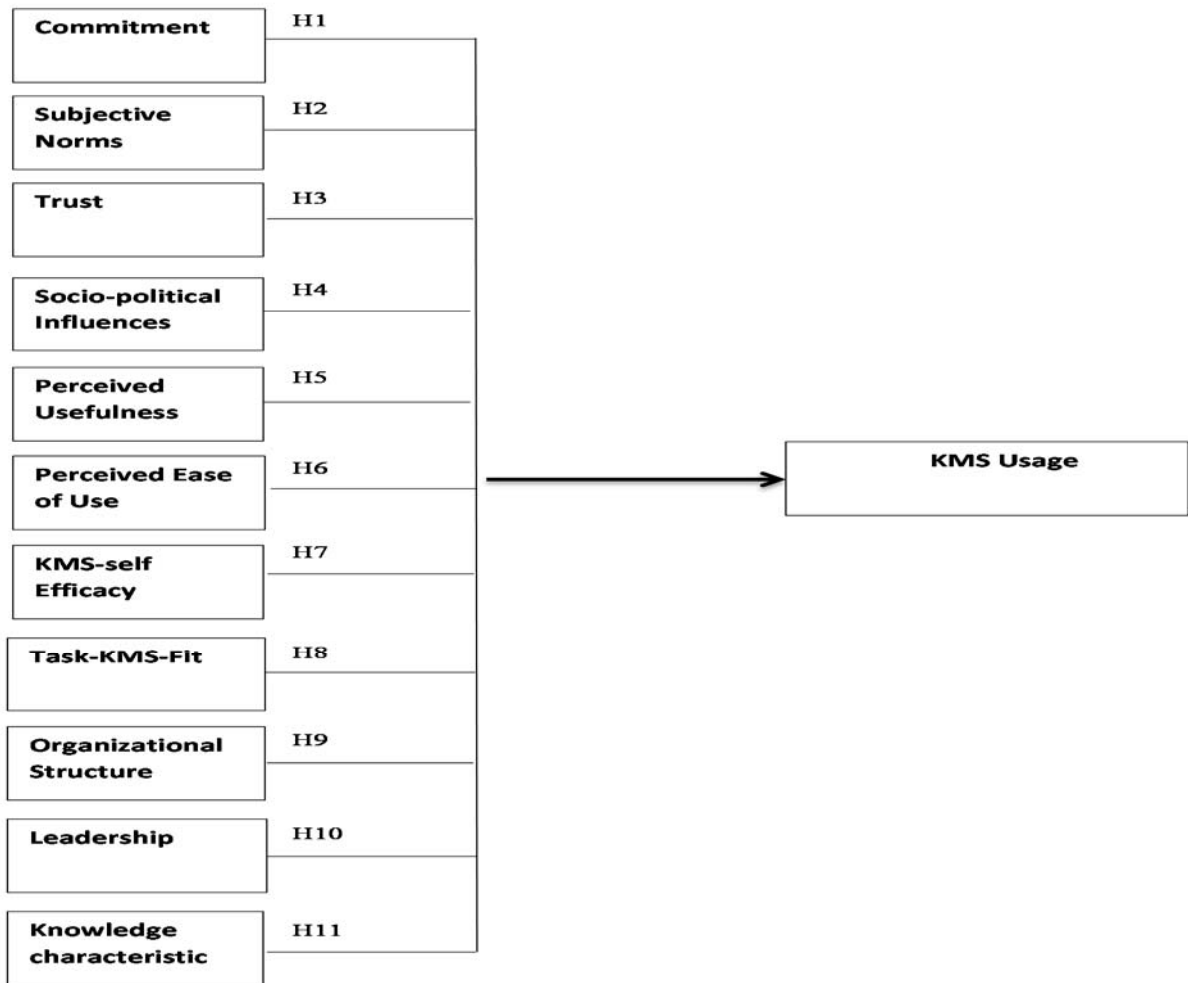 Commitment
H1
Subjective
Norms
H2
Trust
H3
Socio-political
Influences
H4
Perceived
Usefulness
H5
Perceived Ease
of Use
H6
KMS-self
Efficacy
H7
Task-KMS-Fit
H8
Organizational
Structure
H9
Leadership
H10
Knowledge
characteristic
H11
KMS Usage